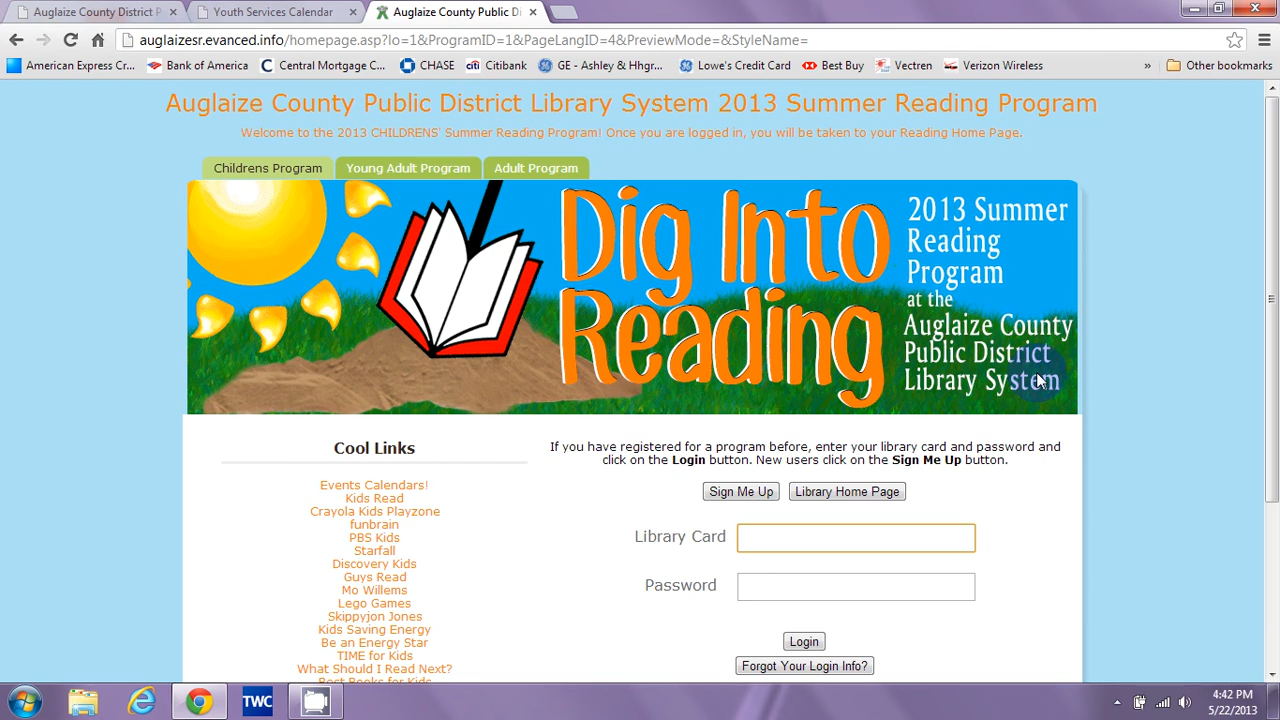 Auglaize County District P
Youth Services Calendar
Auglaize County Public Di
auglaizesr.evanced.info/homepage.asp?lo=1&ProgramID=1&PageLangID=4&PreviewMode=&StyleName=
American Express Cr...
Bank of America
Central Mortgage C...
CHASE
citi Citibank
GE - Ashley & Hhgr...
Lowe's Credit Card
Best Buy
Vectren
Verizon Wireless
»
Other bookmarks
Auglaize County Public District Library System 2013 Summer Reading Program
Welcome to the 2013 CHILDRENS' Summer Reading Program! Once you are logged in, you will be taken to your Reading Home Page.
Childrens Program
Young Adult Program
Adult Program
Dig Into
Reading
2013 Summer
Reading
Program
at the
Auglaize County
Public District
Library System
Cool Links
Events Calendars!
Kids Read
Crayola Kids Playzone
funbrain
PBS Kids
Starfall
Discovery Kids
Guys Read
Mo Willems
Lego Games
Skippyjon Jones
Kids Saving Energy
Be an Energy Star
TIME for Kids
What Should I Read Next?
Best Books for Kids
If you have registered for a program before, enter your library card and password and
click on the Login button. New users click on the Sign Me Up button.
Sign Me Up
Library Home Page
Library Card
Password
Login
Forgot Your Login Info?
TWC
4:42 PM
5/22/2013